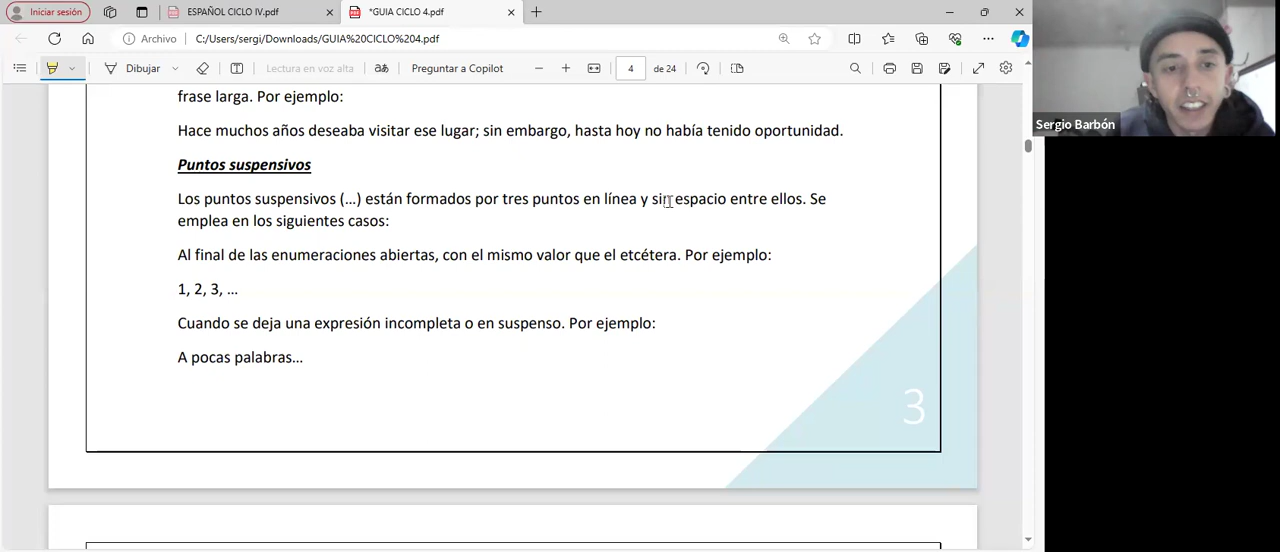 Iniciar sesión
ESPAÑOL CICLO IV.pdf
*GUIA CICLO 4.pdf
Archivo
C:/Users/sergi/Downloads/GUIA%20CICLO%204.pdf
Dibujar
Lectura en voz alta
aあ
Preguntar a Copilot
4
de 24
frase larga. Por ejemplo:
Hace muchos años deseaba visitar ese lugar; sin embargo, hasta hoy no había tenido oportunidad.
Puntos suspensivos
Los puntos suspensivos (...) están formados por tres puntos en línea y sin espacio entre ellos. Se
emplea en los siguientes casos:
Al final de las enumeraciones abiertas, con el mismo valor que el etcétera. Por ejemplo:
1, 2, 3, ...
Cuando se deja una expresión incompleta o en suspenso. Por ejemplo:
A pocas palabras...
3
Sergio Barbón